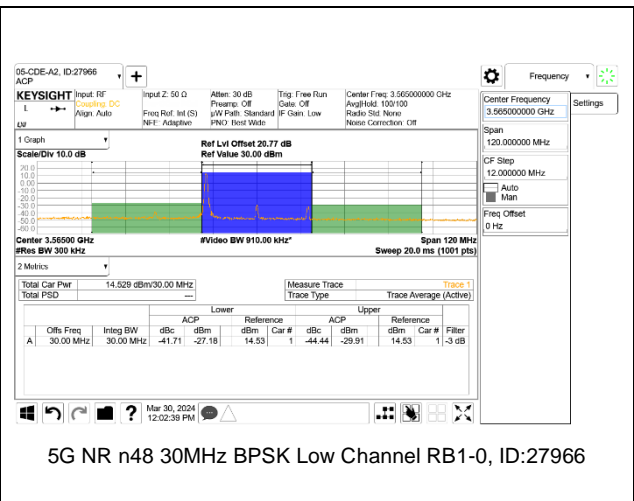 05-CDE-A2, ID:27966
ACP
Frequency
KEYSIGHT
L
Input: RF
Coupling: DC
Align: Auto
Input Z: 50 Ω
Freq Ref: Int (S)
NFE: Adaptive
Atten: 30 dB
Preamp: Off
µW Path: Standard
PNO: Best Wide
Trig: Free Run
Gate: Off
IF Gain: Low
Center Freq: 3.565000000 GHz
Avg|Hold: 100/100
Radio Std: None
Noise Correction: Off
Center Frequency
3.565000000 GHz
Settings
Span
120.000000 MHz
CF Step
12.000000 MHz
Auto
Man
Freq Offset
0 Hz
1 Graph
Scale/Div 10.0 dB
Ref Lvl Offset 20.77 dB
Ref Value 30.00 dBm
20.0
10.0
0.00
-10.0
-20.0
-30.0
-40.0
-50.0
-60.0
Center 3.56500 GHz
#Video BW 910.00 kHz*
Span 120 MHz
#Res BW 300 kHz
Sweep 20.0 ms (1001 pts)
2 Metrics
Total Car Pwr 14.529 dBm/30.00 MHz
Total PSD ---
Measure Trace Trace 1
Trace Type Trace Average (Active)
Lower Upper
ACP Reference ACP Reference
Offs Freq Integ BW dBc dBm dBm Car # dBc dBm dBm Car # Filter
A 30.00 MHz 30.00 MHz -41.71 -27.18 14.53 1 -44.44 -29.91 14.53 1 -3 dB
Mar 30, 2024
12:02:39 PM
5G NR n48 30MHz BPSK Low Channel RB1-0, ID:27966